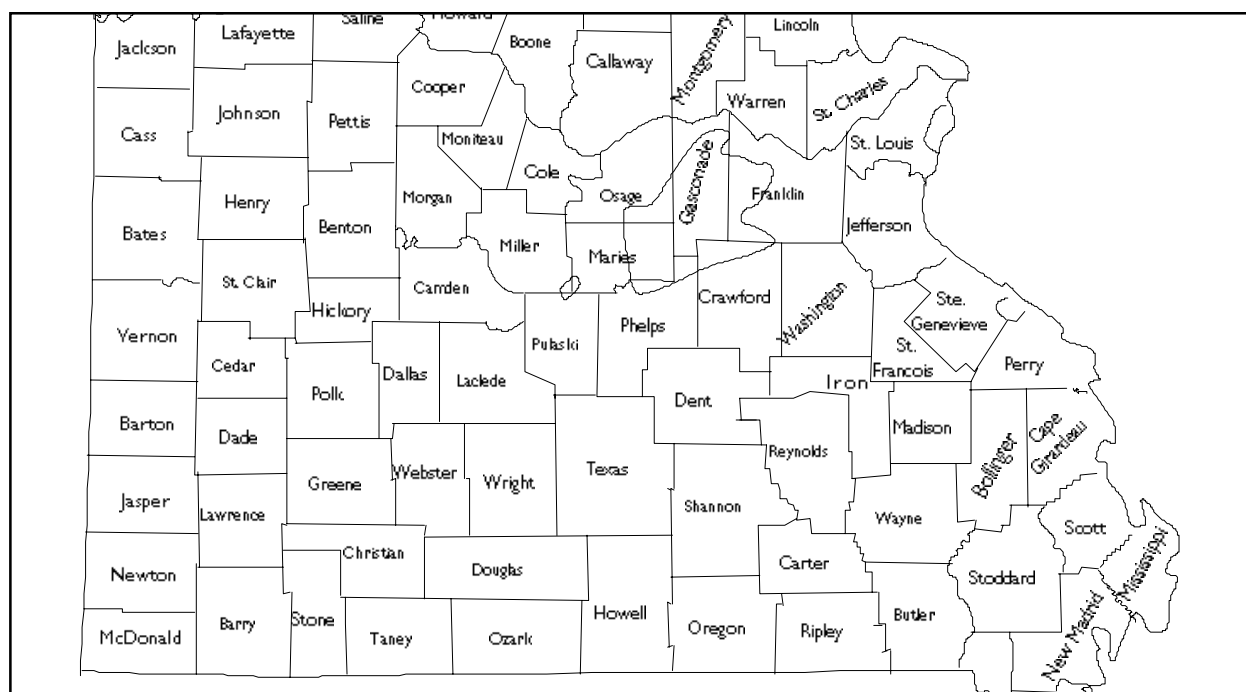 Howard
Saline
Lincoln
Lafayette
Jackson
Boone
Montgomery
Callaway
Cooper
Warren
St. Charles
Johnson
Pettis
Cass
Moniteau
St. Louis
Cole
Gasconade
Franklin
Osage
Morgan
Henry
Benton
Jefferson
Bates
Miller
Maries
St. Clair
Camden
Crawford
Washington
Ste.
Genevieve
Hickory
Phelps
Vernon
Pulaski
St.
Francois
Perry
Cedar
Dallas
Laclede
Iron
Polk
Dent
Barton
Dade
Madison
Cape
Girardeau
Bollinger
Reynolds
Webster
Texas
Greene
Wright
Jasper
Lawrence
Shannon
Wayne
Scott
Mississippi
Christian
Carter
Newton
Douglas
Stoddard
Howell
Stone
Barry
Butler
New Madrid
McDonald
Taney
Ozark
Oregon
Ripley